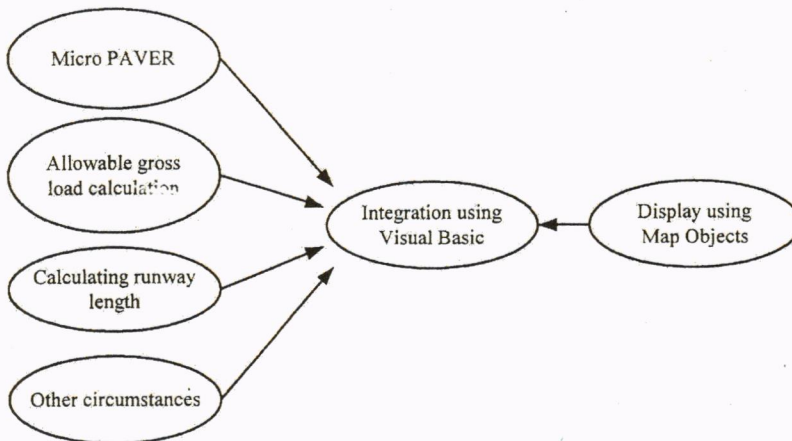 Micro PAVER
Allowable gross
load calculation
Calculating runway
length
Other circumstances
Integration using
Visual Basic
Display using
Map Objects